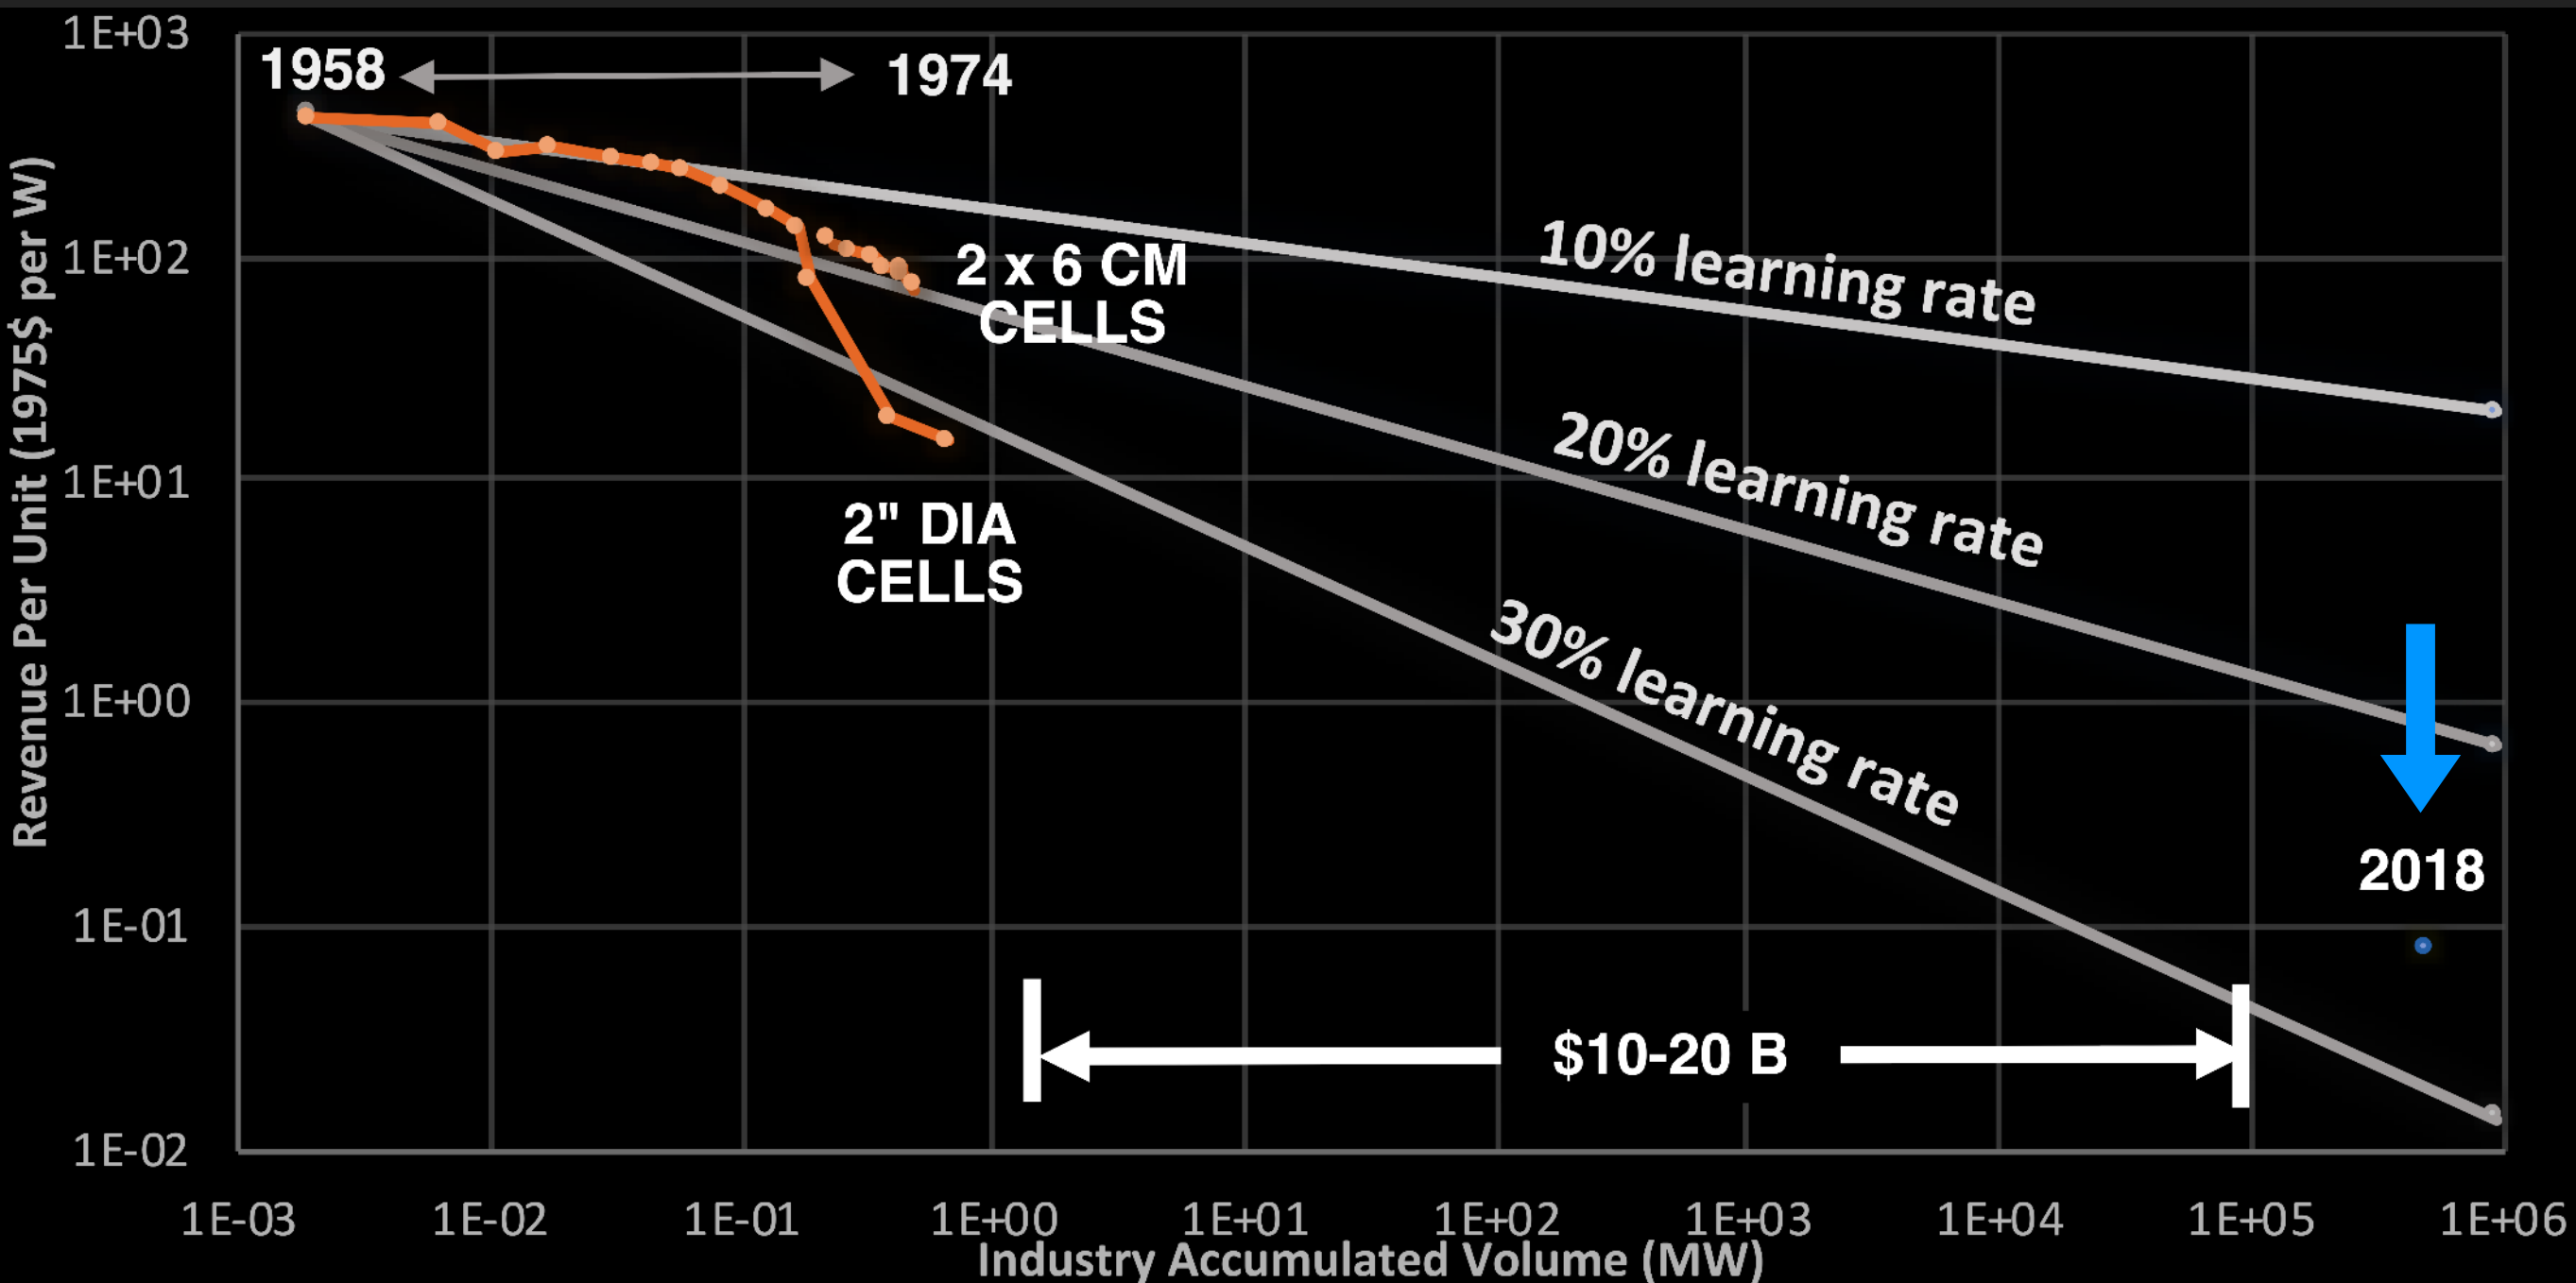 1E+03
1E+02
1E+01
1E+00
1E-01
1E-02
Revenue Per Unit (1975$ per W)
1958
1974
2 x 6 CM
CELLS
2" DIA
CELLS
10% learning rate
20% learning rate
30% learning rate
2018
$10-20 B
1E-03
1E-02
1E-01
1E+00
1E+01
1E+02
1E+03
1E+04
1E+05
1E+06
Industry Accumulated Volume (MW)